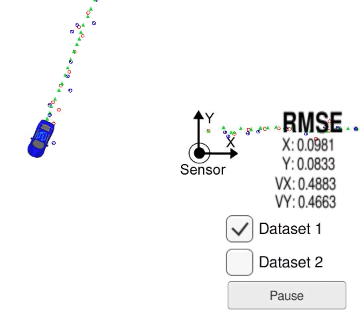 RMSE
Y
X
X: 0.0981
Sensor
Y: 0.0833
VX: 0.4883
VY: 0.4663
Dataset 1
Dataset 2
Pause